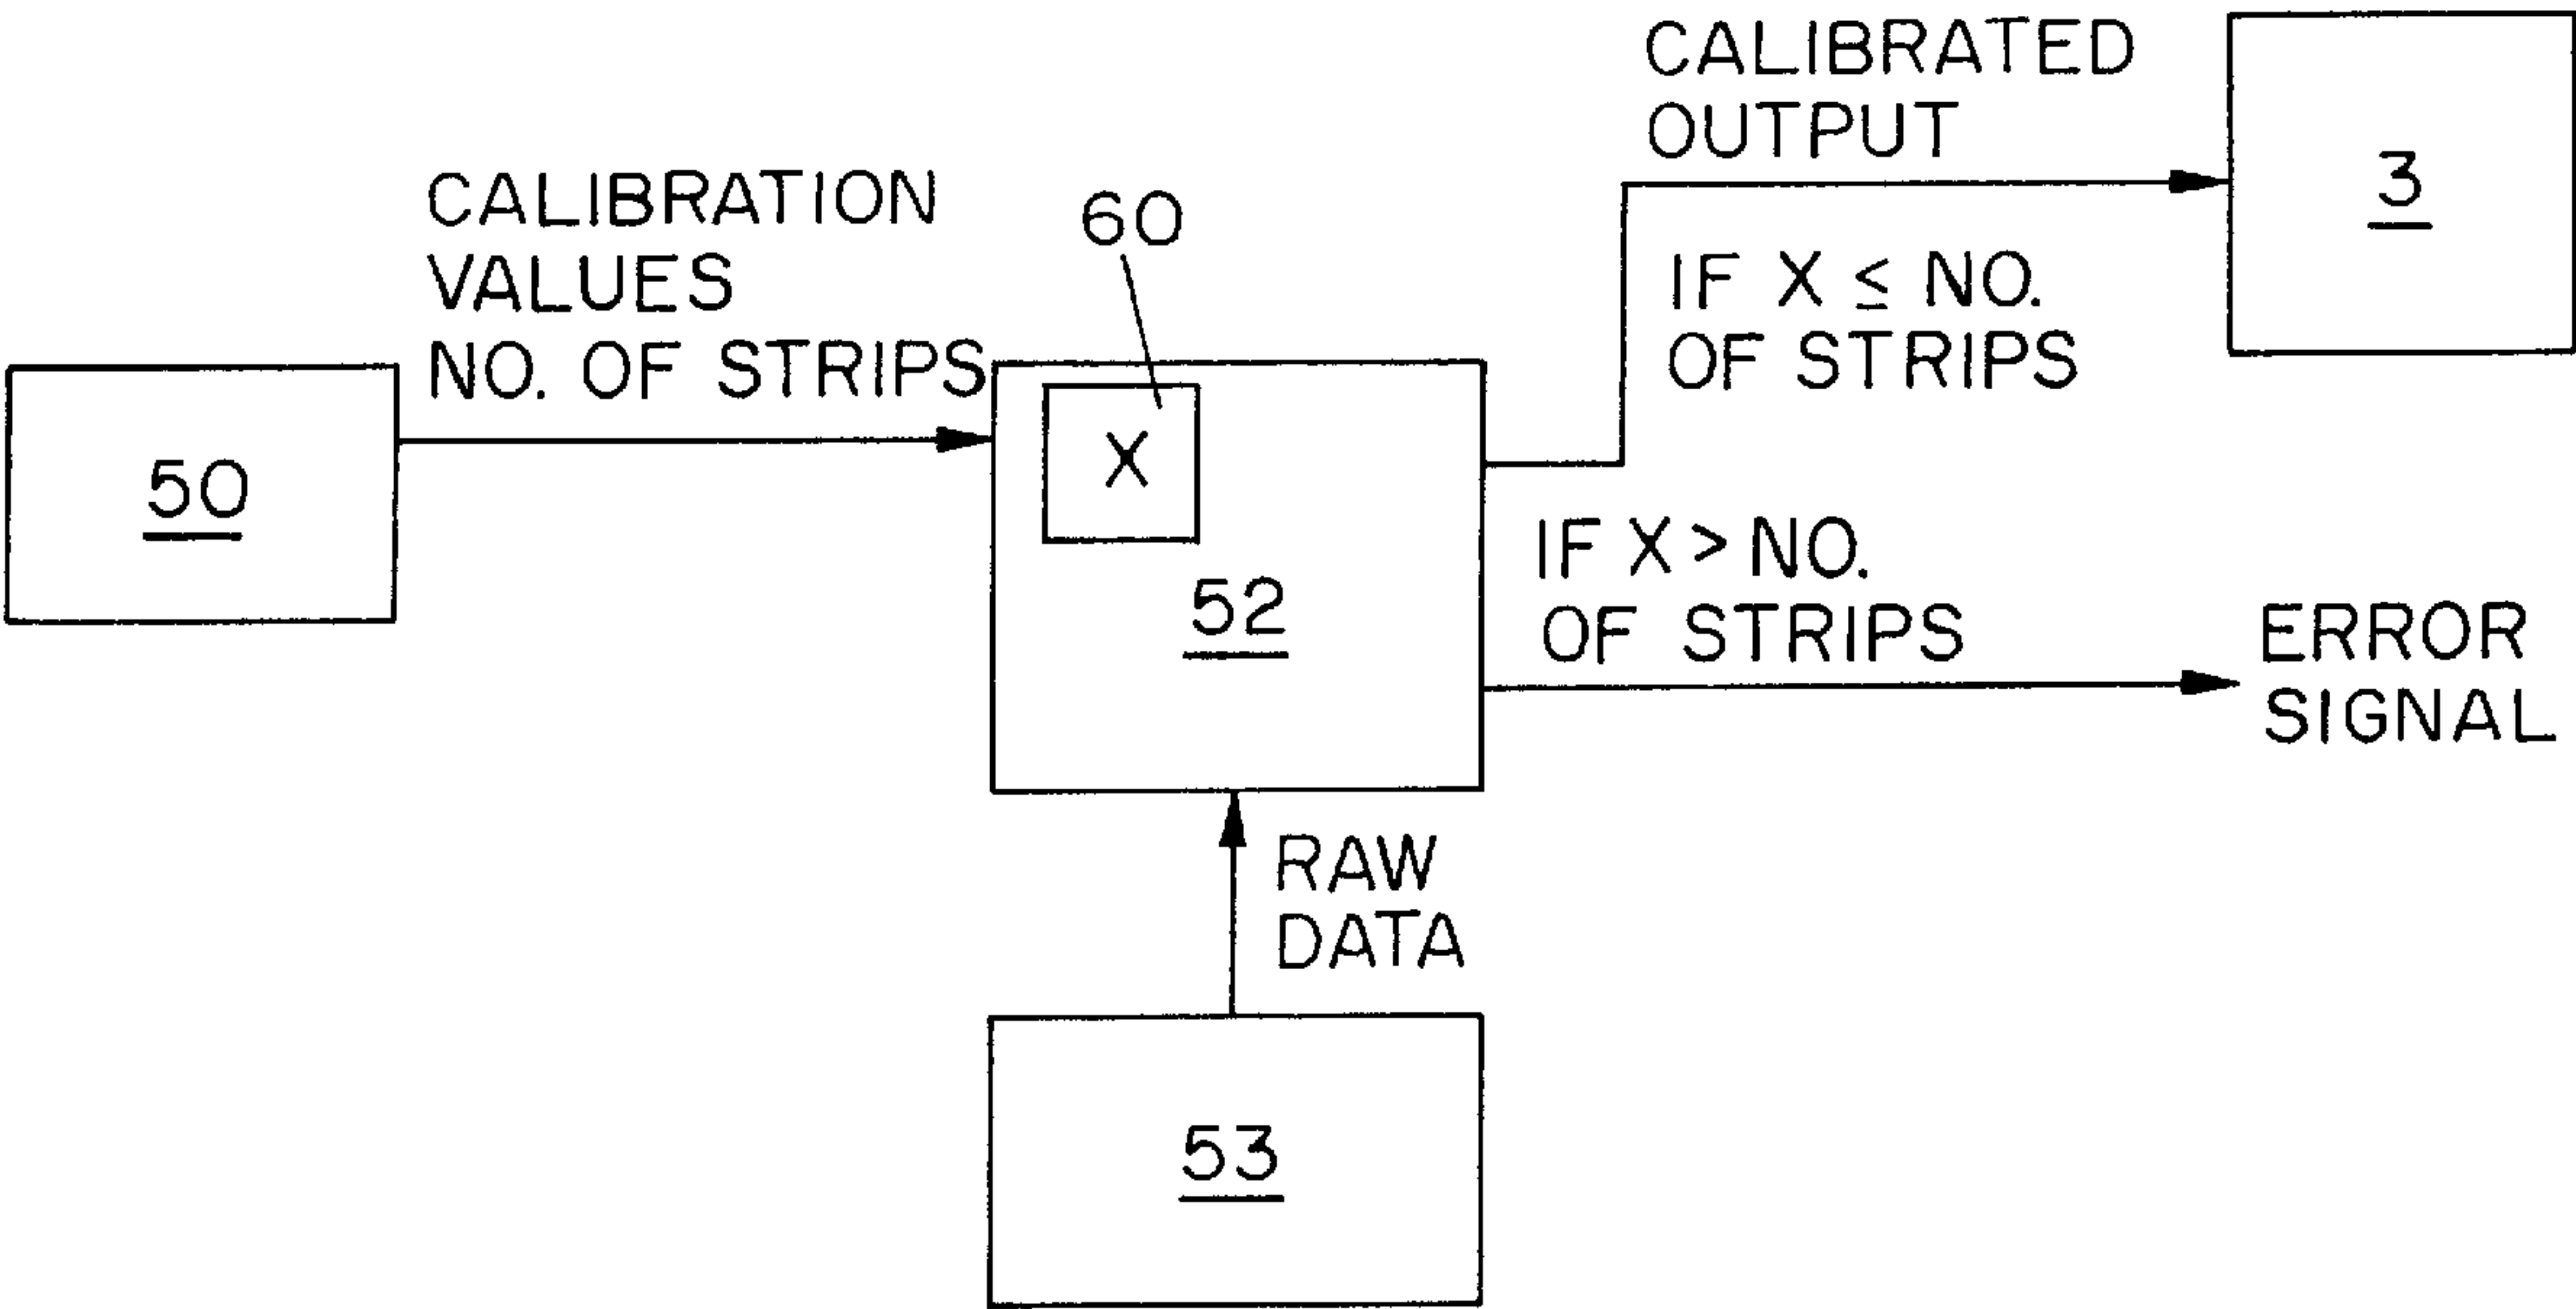 CALIBRATED
OUTPUT
3
CALIBRATION
VALUES
NO. OF STRIPS
60
IF X ≤ NO.
OF STRIPS
50
X
52
IF X > NO.
OF STRIPS
ERROR
SIGNAL
RAW
DATA
53